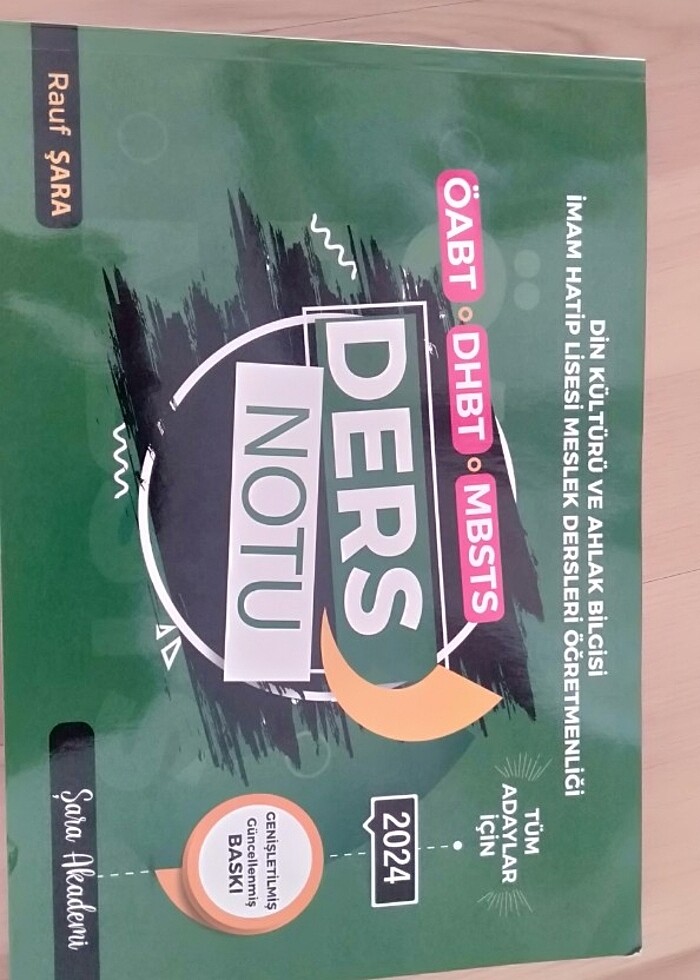 DİN KÜLTÜRÜ VE AHLAK BİLGİSİ
İMAM HATİP LİSESİ MESLEK DERSLERİ ÖĞRETMENLİĞİ
ÖABT DHBT MBSTS
DERS
NOTU
TÜM
ADAYLAR
İÇİN
2024
GENİŞLETİLMİŞ
Güncellenmiş
BASKI
Rauf ŞARA
Şara Akademi